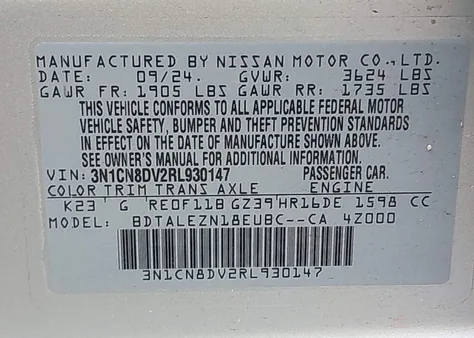 MANUFACTURED BY NISSAN MOTOR CO., LTD.
DATE: 09/24. GVWR: 3624 LBS
GAWR FR: 1905 LBS GAWR RR: 1735 LBS
THIS VEHICLE CONFORMS TO ALL APPLICABLE FEDERAL MOTOR
VEHICLE SAFETY, BUMPER AND THEFT PREVENTION STANDARDS
IN EFFECT ON THE DATE OF MANUFACTURE SHOWN ABOVE.
SEE OWNER'S MANUAL FOR ADDITIONAL INFORMATION.
VIN: 3N1CN8DV2RL930147 PASSENGER CAR.
COLOR TRIM TRANS AXLE ENGINE
K23 G RE0F11B GZ39 HR16DE 1598 CC
BDTALEZN18EUBC--CA 4Z000
3N1CN8DV2RL930147